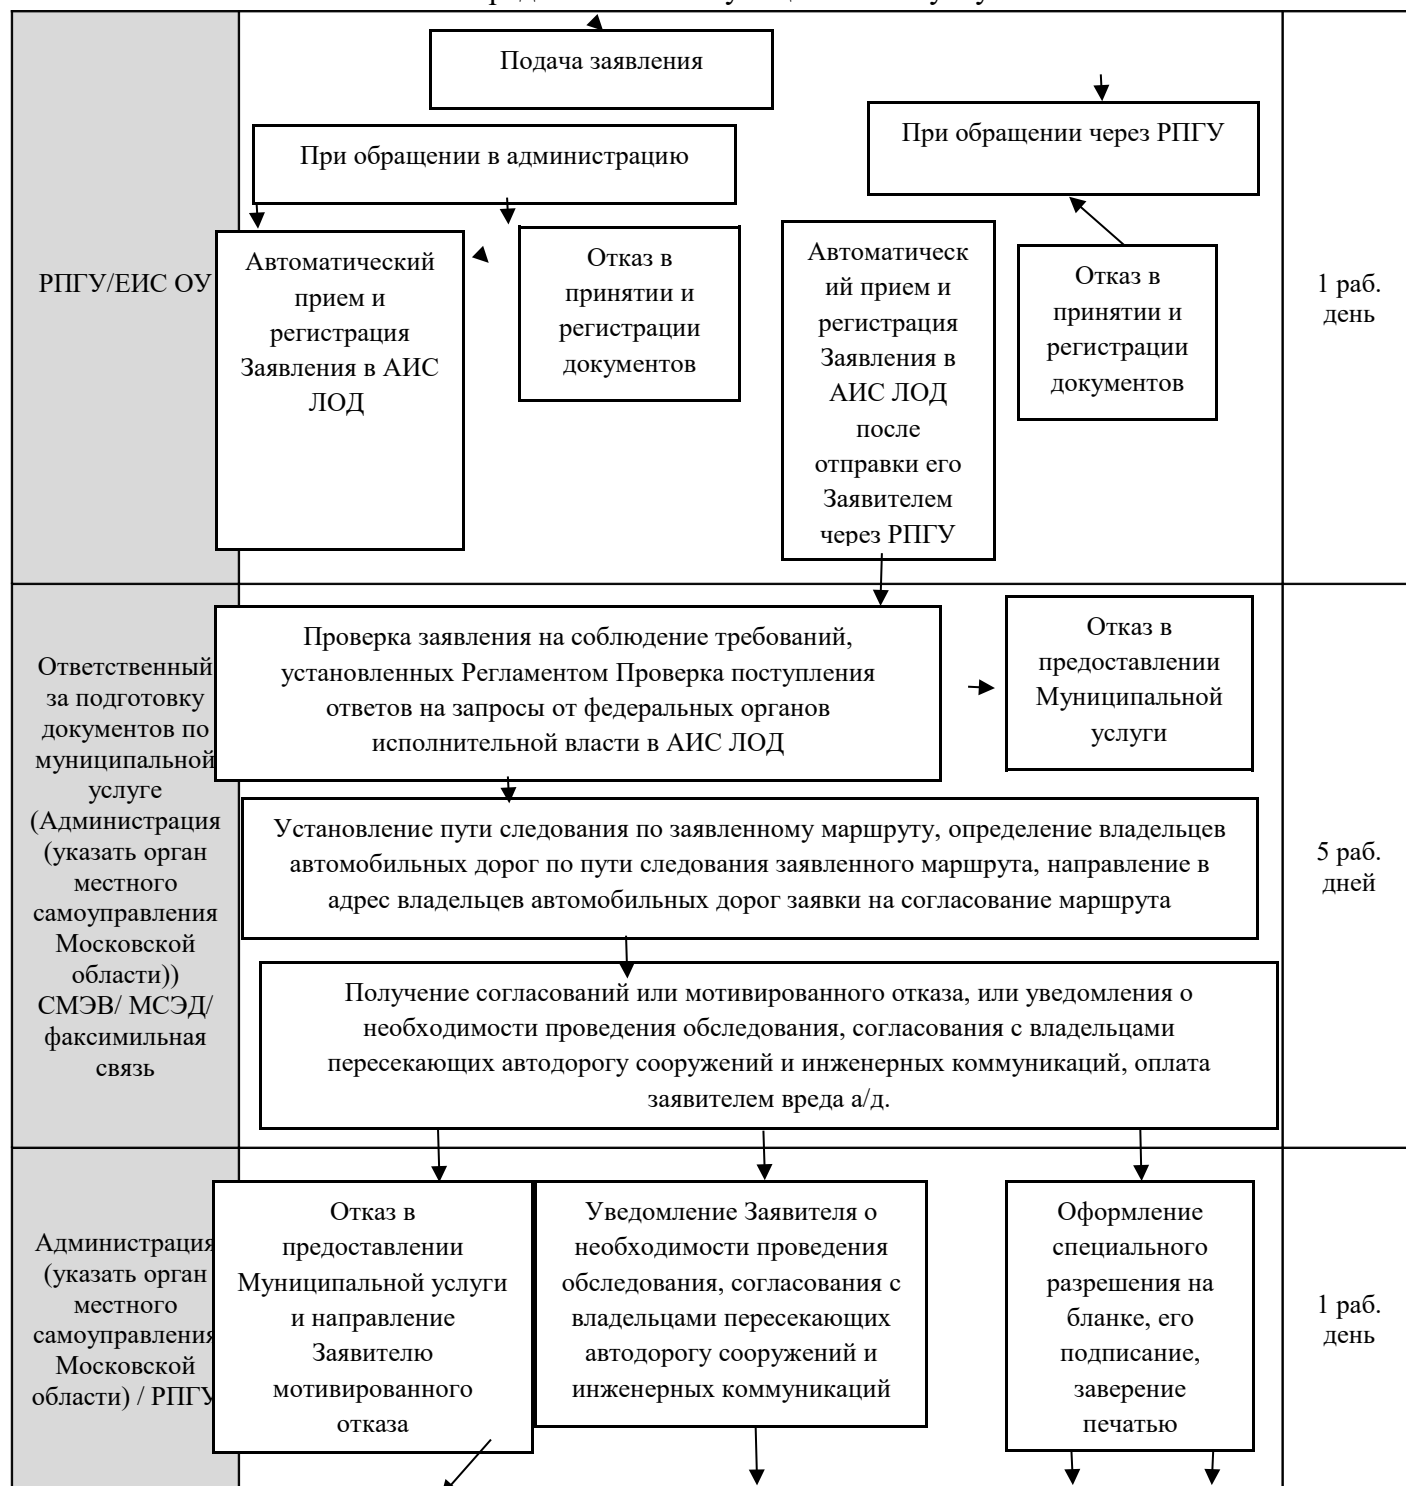 Подача заявления
При обращении через РПГУ
При обращении в администрацию
РПГУ/ЕИС ОУ
Автоматический
прием и
регистрация
Заявления в АИС
ЛОД
Отказ в
принятии и
регистрации
документов
Автоматическ
ий прием и
регистрация
Заявления в
АИС ЛОД
после
отправки его
Заявителем
через РПГУ
Отказ в
принятии и
регистрации
документов
1 раб.
день
Ответственный
за подготовку
документов по
муниципальной
услуге
(Администрация
(указать орган
местного
самоуправления
Московской
области))
СМЭВ/ МСЭД/
факсимильная
связь
Проверка заявления на соблюдение требований,
установленных Регламентом Проверка поступления
ответов на запросы от федеральных органов
исполнительной власти в АИС ЛОД
Отказ в
предоставлении
Муниципальной
услуги
Установление пути следования по заявленному маршруту, определение владельцев
автомобильных дорог по пути следования заявленного маршрута, направление в
адрес владельцев автомобильных дорог заявки на согласование маршрута
Получение согласований или мотивированного отказа, или уведомления о
необходимости проведения обследования, согласования с владельцами
пересекающих автодорогу сооружений и инженерных коммуникаций, оплата
заявителем вреда а/д.
5 раб.
дней
Администрация
(указать орган
местного
самоуправления
Московской
области) / РПГУ
Отказ в
предоставлении
Муниципальной услуги
и направление
Заявителю
мотивированного
отказа
Уведомление Заявителя о
необходимости проведения
обследования, согласования с
владельцами пересекающих
автодорогу сооружений и
инженерных коммуникаций
Оформление
специального
разрешения на
бланке, его
подписание,
заверение
печатью
1 раб.
день